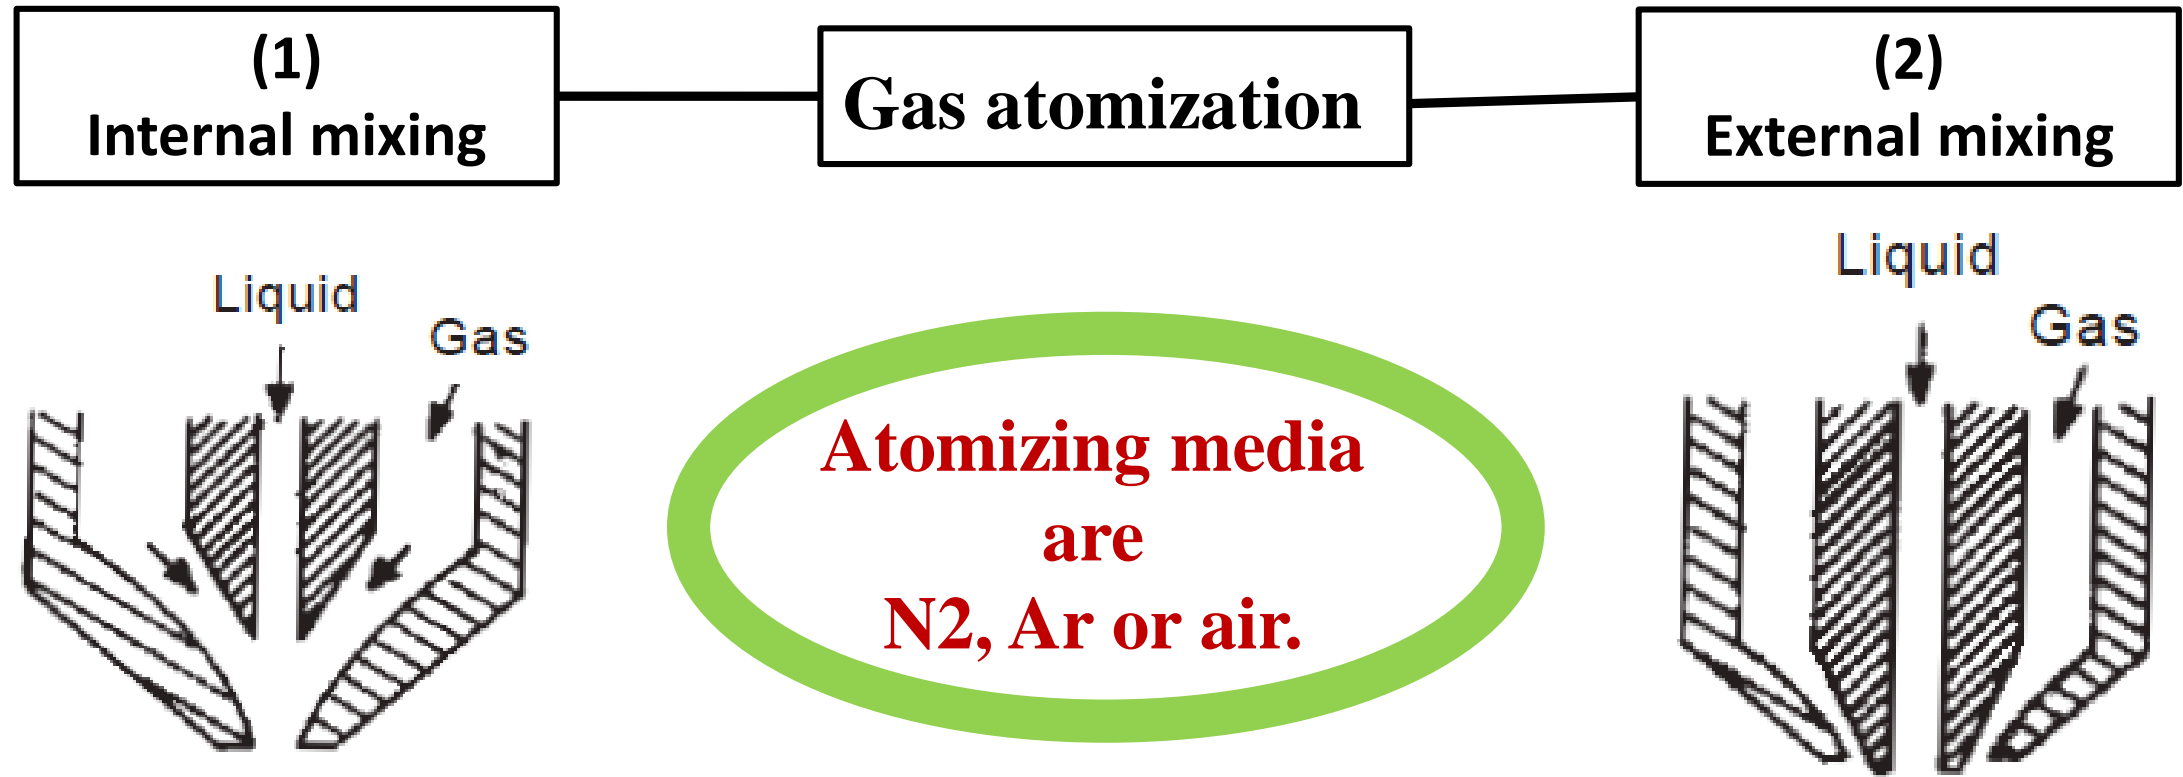 (1)
Internal mixing
Gas atomization
(2)
External mixing
Liquid
Gas
Atomizing media
are
N2, Ar or air.
Liquid
Gas